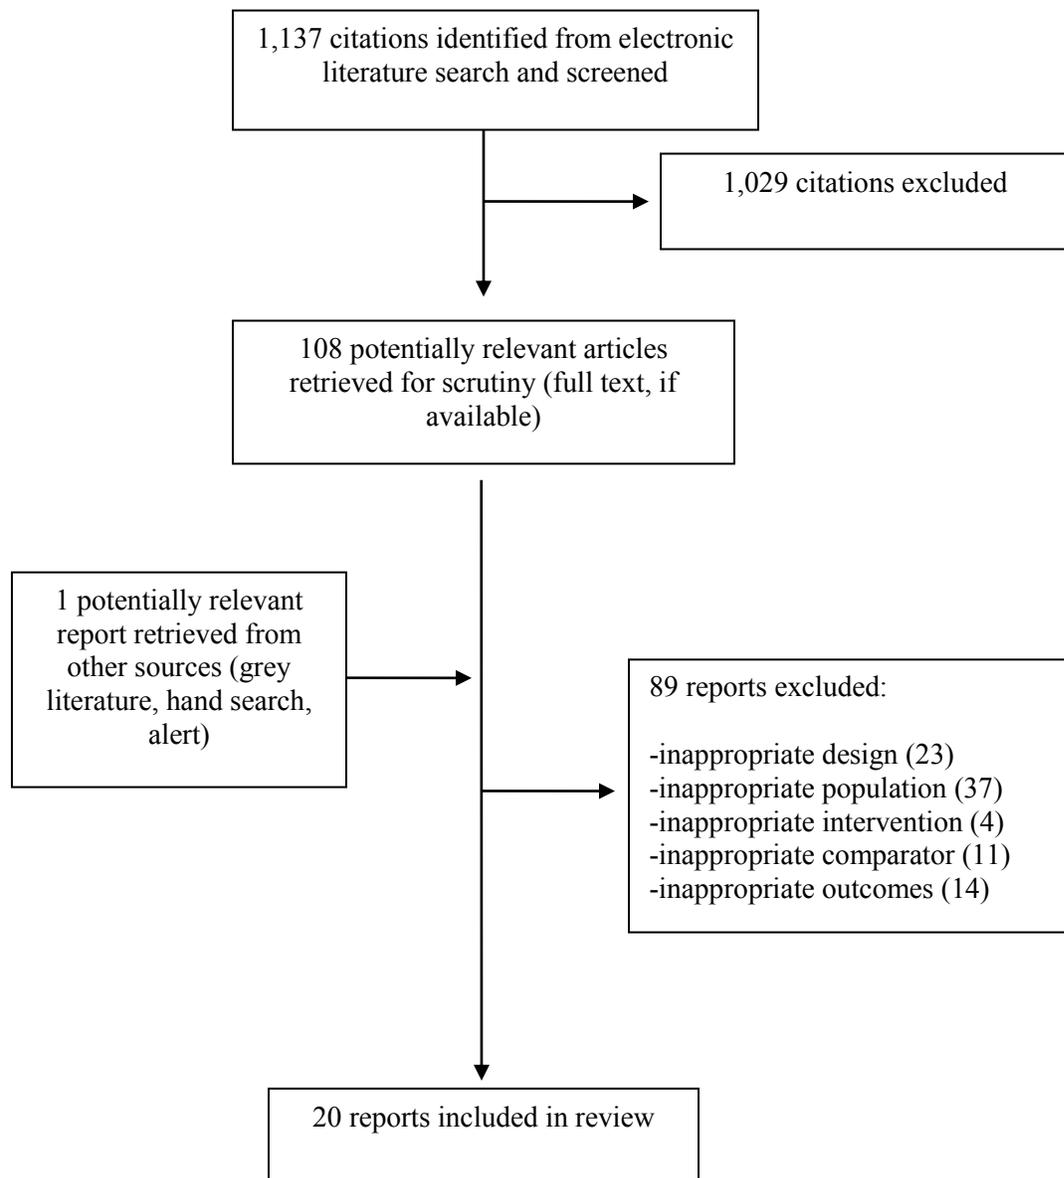 1,137 citations identified from electronic
literature search and screened
1,029 citations excluded
108 potentially relevant articles
retrieved for scrutiny (full text, if
available)
1 potentially relevant
report retrieved from
other sources (grey
literature, hand search,
alert)
89 reports excluded:
-inappropriate design (23)
-inappropriate population (37)
-inappropriate intervention (4)
-inappropriate comparator (11)
-inappropriate outcomes (14)
20 reports included in review